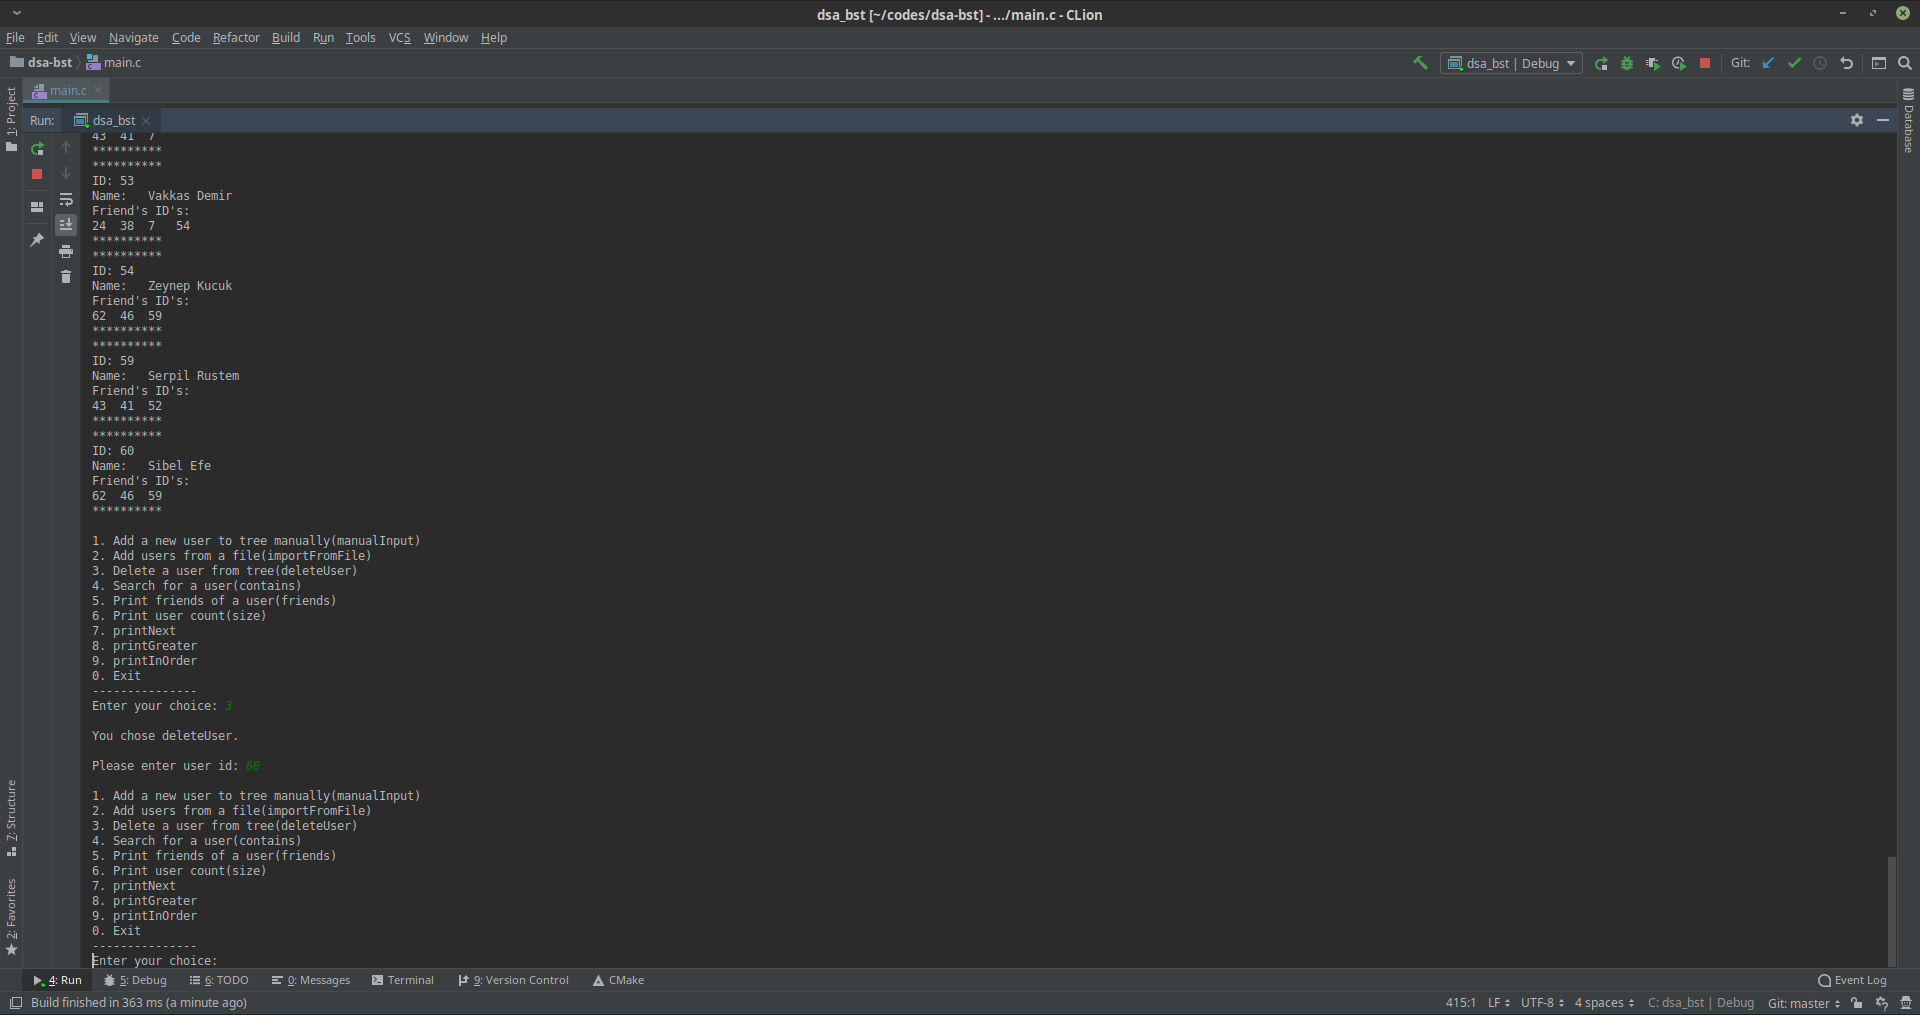 dsa_bst [~/codes/dsa-bst] - .../main.c - CLion
File Edit View Navigate Code Refactor Build Run Tools VCS Window Help
dsa-bst main.c dsa_bst | Debug Git:
main.c
1: Project
Database
Run: dsa_bst
43 41 7
**********
**********
ID: 53
Name: Vakkas Demir
Friend's ID's:
24 38 7 54
**********
**********
ID: 54
Name: Zeynep Kucuk
Friend's ID's:
62 46 59
**********
**********
ID: 59
Name: Serpil Rustem
Friend's ID's:
43 41 52
**********
**********
ID: 60
Name: Sibel Efe
Friend's ID's:
62 46 59
**********
1. Add a new user to tree manually(manualInput)
2. Add users from a file(importFromFile)
3. Delete a user from tree(deleteUser)
4. Search for a user(contains)
5. Print friends of a user(friends)
6. Print user count(size)
7. printNext
8. printGreater
9. printInOrder
0. Exit
---------------
Enter your choice: 3
You chose deleteUser.
Please enter user id: 60
1. Add a new user to tree manually(manualInput)
2. Add users from a file(importFromFile)
3. Delete a user from tree(deleteUser)
4. Search for a user(contains)
5. Print friends of a user(friends)
6. Print user count(size)
7. printNext
8. printGreater
9. printInOrder
0. Exit
---------------
Enter your choice:
7: Structure
2: Favorites
4: Run 5: Debug 6: TODO 0: Messages Terminal 9: Version Control CMake Event Log
Build finished in 363 ms (a minute ago) 415:1 LF UTF-8 4 spaces C: dsa_bst | Debug Git: master